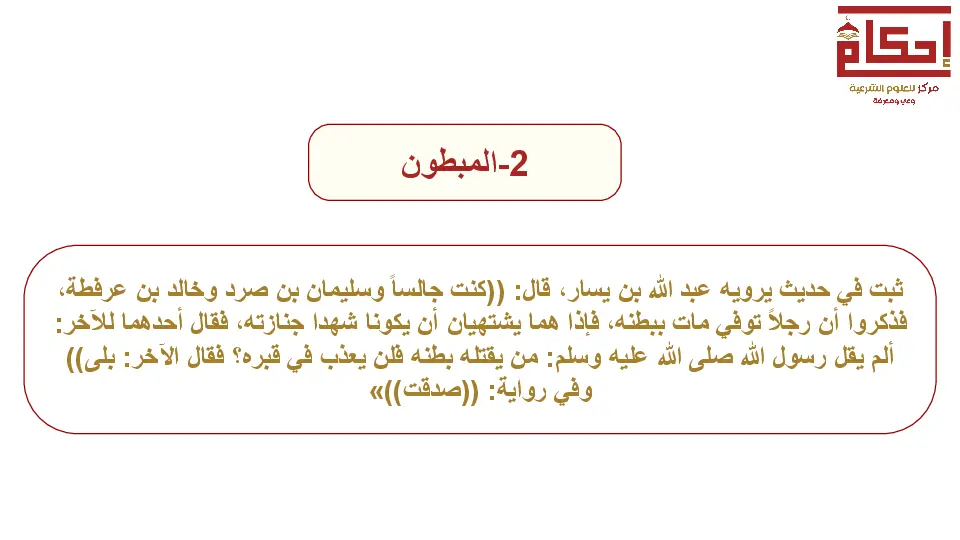 إحكام
مركز للعلوم الشرعية
وعي ومعرفة
2-المبطون
ثبت في حديث يرويه عبد الله بن يسار، قال: ((كنت جالساً وسليمان بن صرد وخالد بن عرفطة،
فذكروا أن رجلاً توفي مات ببطنه، فإذا هما يشتهيان أن يكونا شهدا جنازته، فقال أحدهما للآخر:
ألم يقل رسول الله صلى الله عليه وسلم: من يقتله بطنه فلن يعذب في قبره؟ فقال الآخر: بلى))
وفي رواية: ((صدقت))»